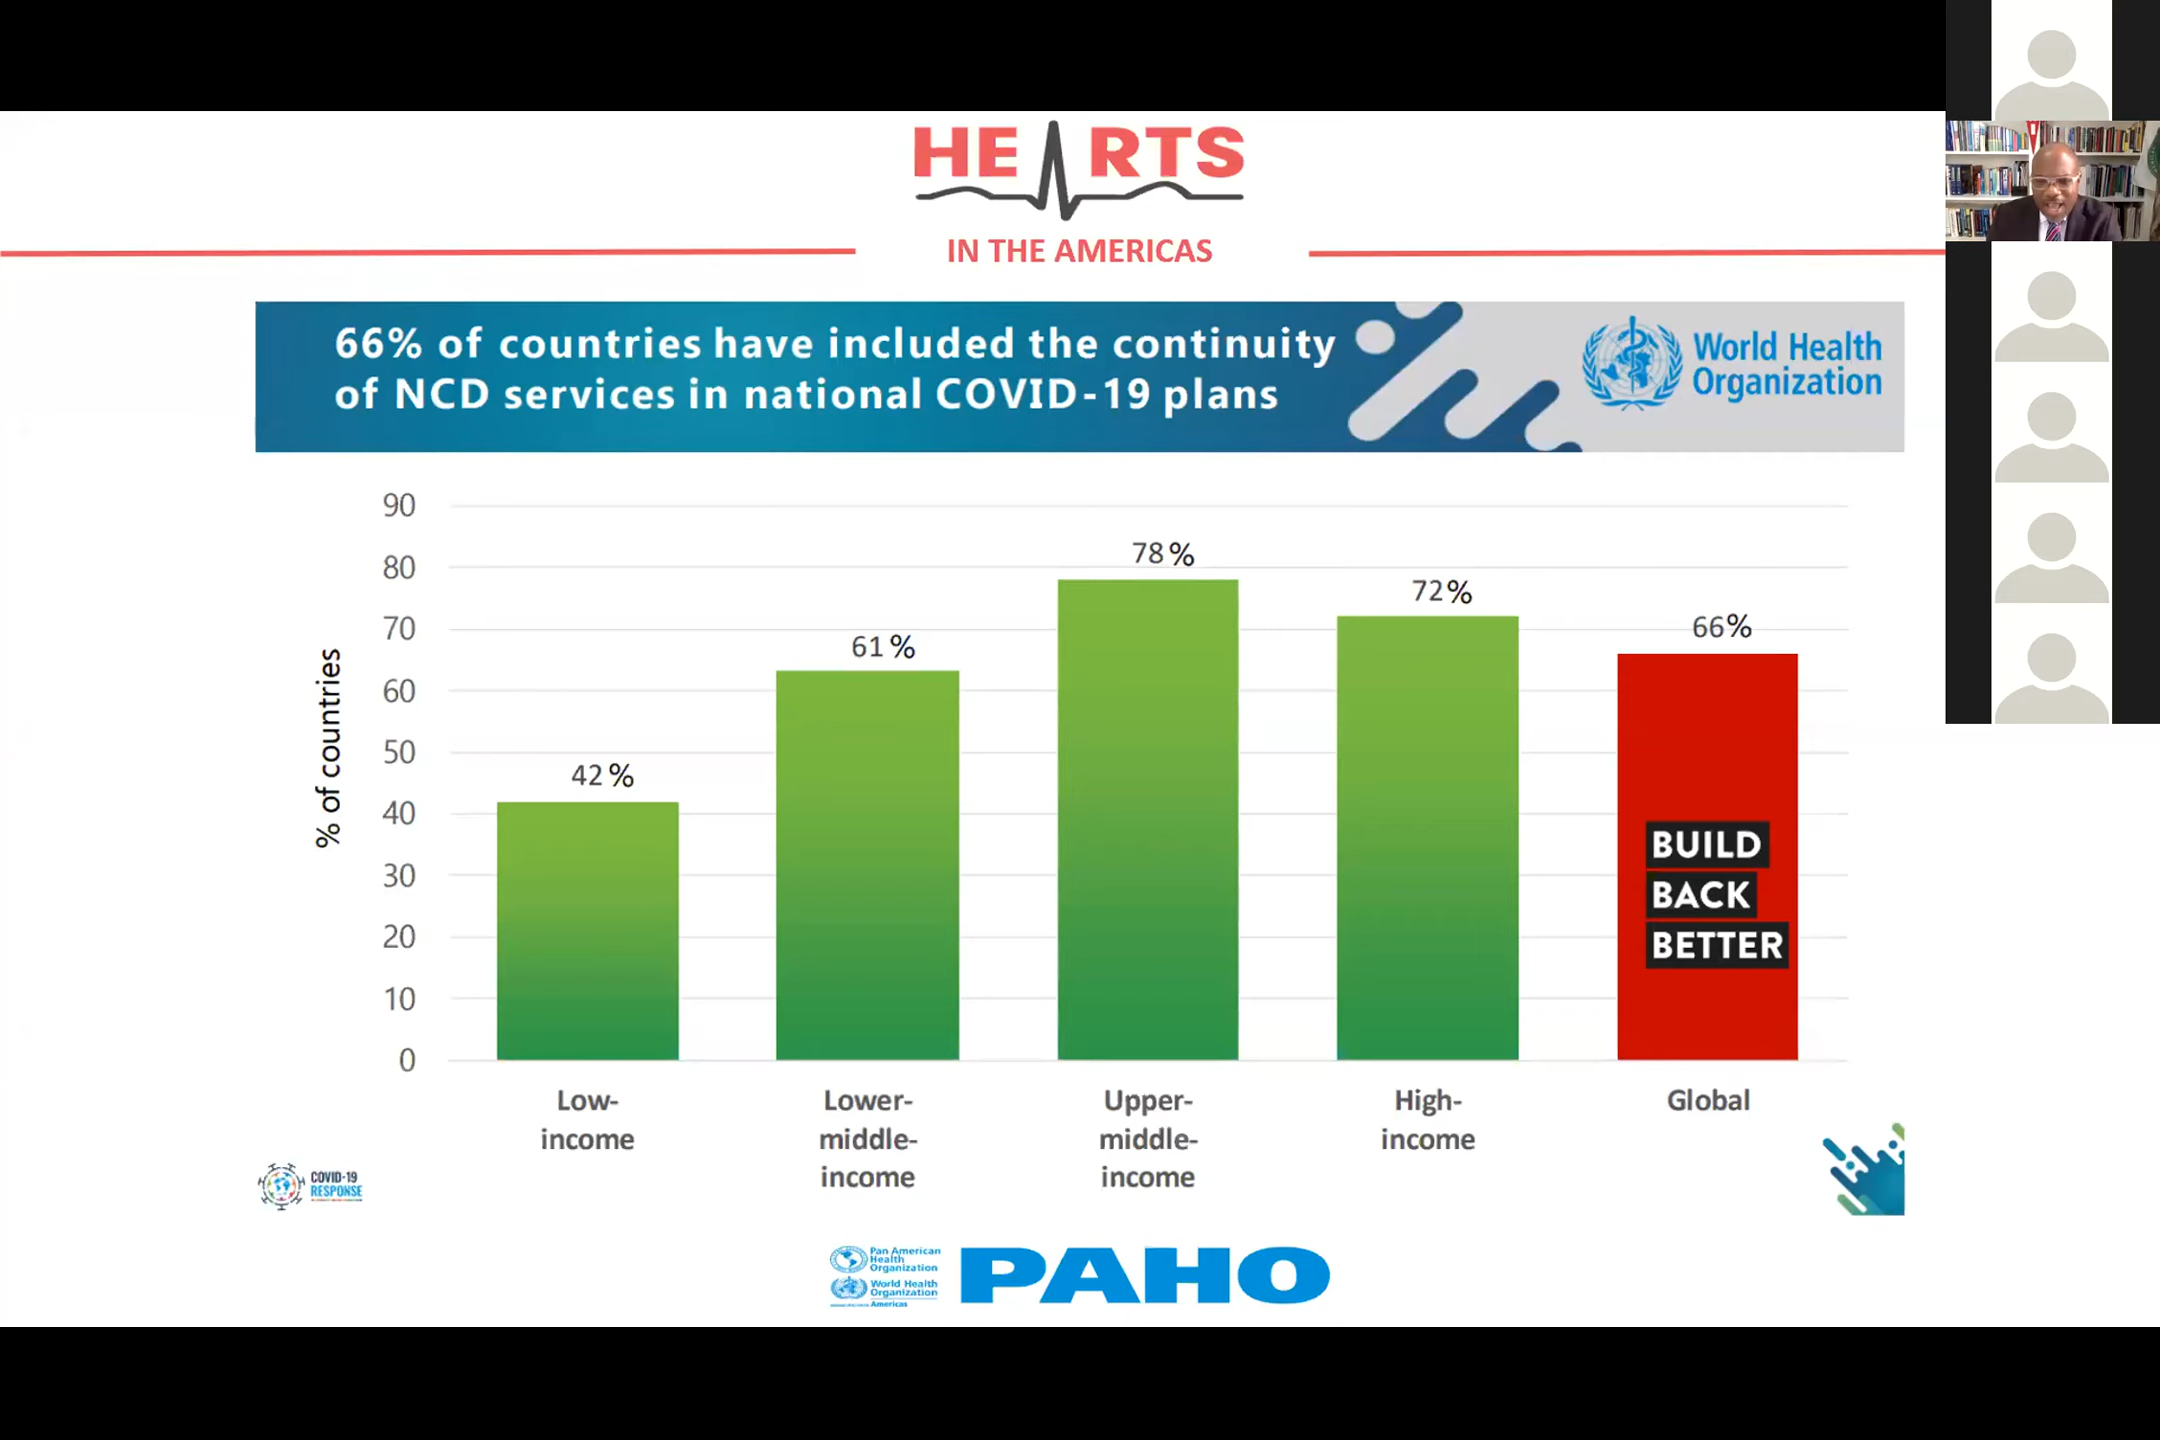 HE RTS
IN THE AMERICAS
66% of countries have included the continuity
of NCD services in national COVID-19 plans
World Health
Organization
% of countries
90
80
70
60
50
40
30
20
10
0
42%
61%
78%
72%
66%
BUILD
BACK
BETTER
Low-
income
Lower-
middle-
income
Upper-
middle-
income
High-
income
Global
COVID-19
RESPONSE
Pan American
Health
Organization
World Health
Organization
Americas
PAHO